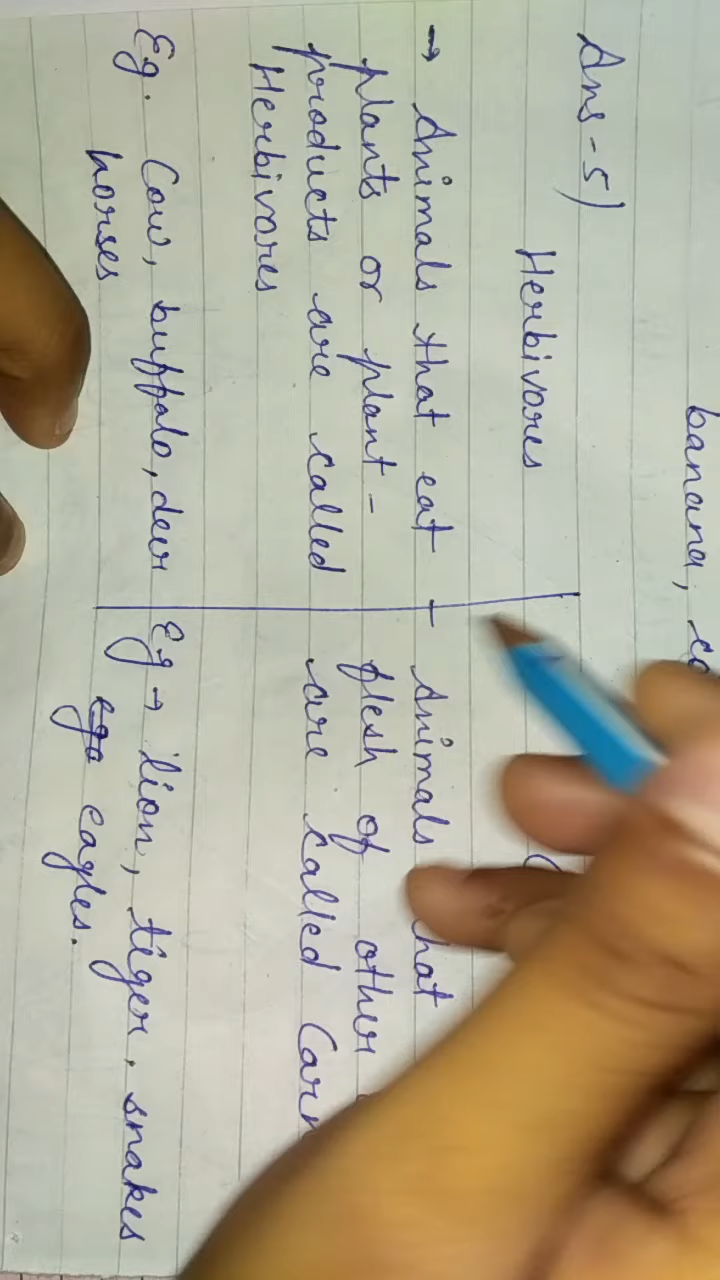 banana,
Ans-5)
Herbivores
→ Animals that eat
plants or plant-
products are called
Herbivores
Eg. Cow, buffalo, deer
horses
- Animals
flesh of other
are called
Eg → lion, tiger, snakes
eagles.